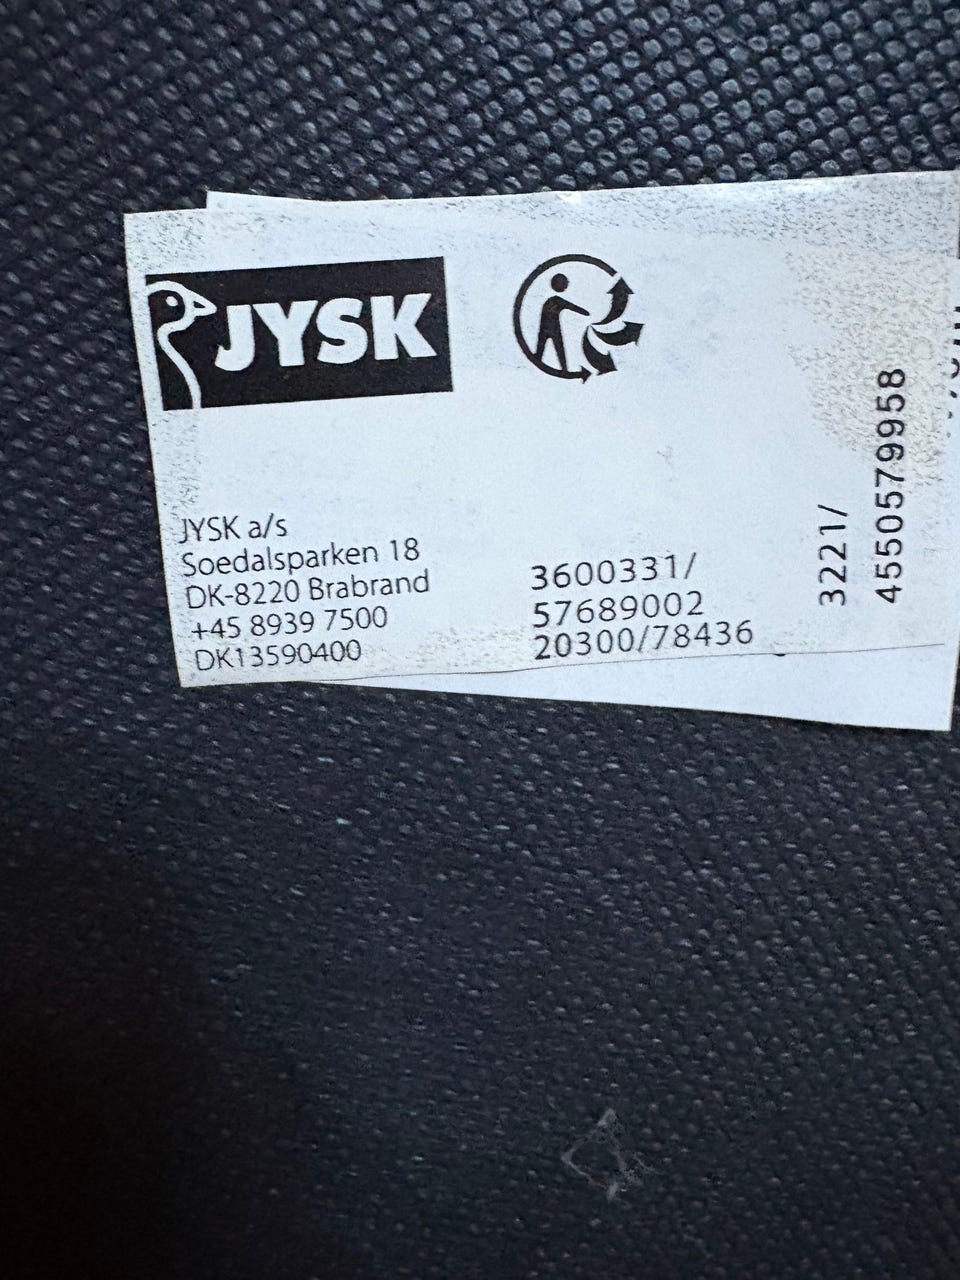 JYSK
JYSK a/s
Soedalsparken 18
DK-8220 Brabrand
+45 8939 7500
DK13590400
3600331/
57689002
20300/78436
3221/
4550579958